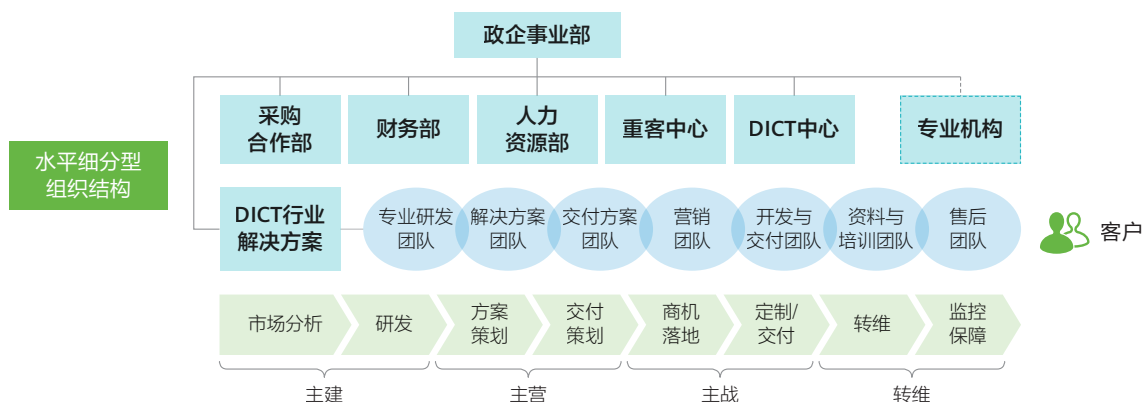 政企事业部
采购
合作部
财务部
人力
资源部
重客中心
DICT中心
专业机构
水平细分型
组织结构
DICT行业
解决方案
专业研发
团队
解决方案
团队
交付方案
团队
营销
团队
开发与
交付团队
资料与
培训团队
售后
团队
客户
市场分析
研发
方案
策划
交付
策划
商机
落地
定制/
交付
转维
监控
保障
主建
主营
主战
转维